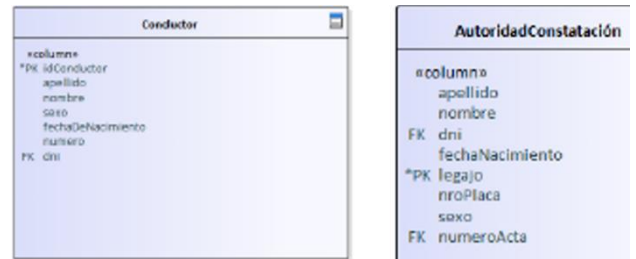 Conductor
«column»
*PK idConductor
apellido
nombre
sexo
fechaDeNacimiento
numero
FK dni
AutoridadConstatación
«column»
apellido
nombre
FK dni
fechaNacimiento
*PK legajo
nroPlaca
sexo
FK numeroActa